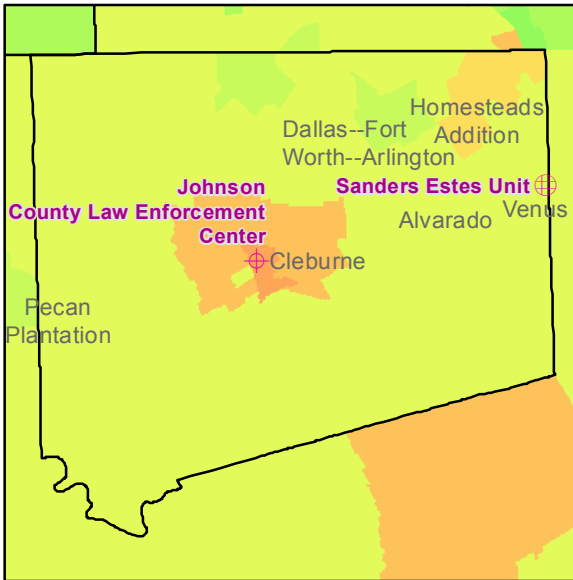 Homesteads
Addition
Dallas--Fort
Worth--Arlington
Johnson
County Law Enforcement
Center
Sanders Estes Unit
Venus
Alvarado
Cleburne
Pecan
Plantation